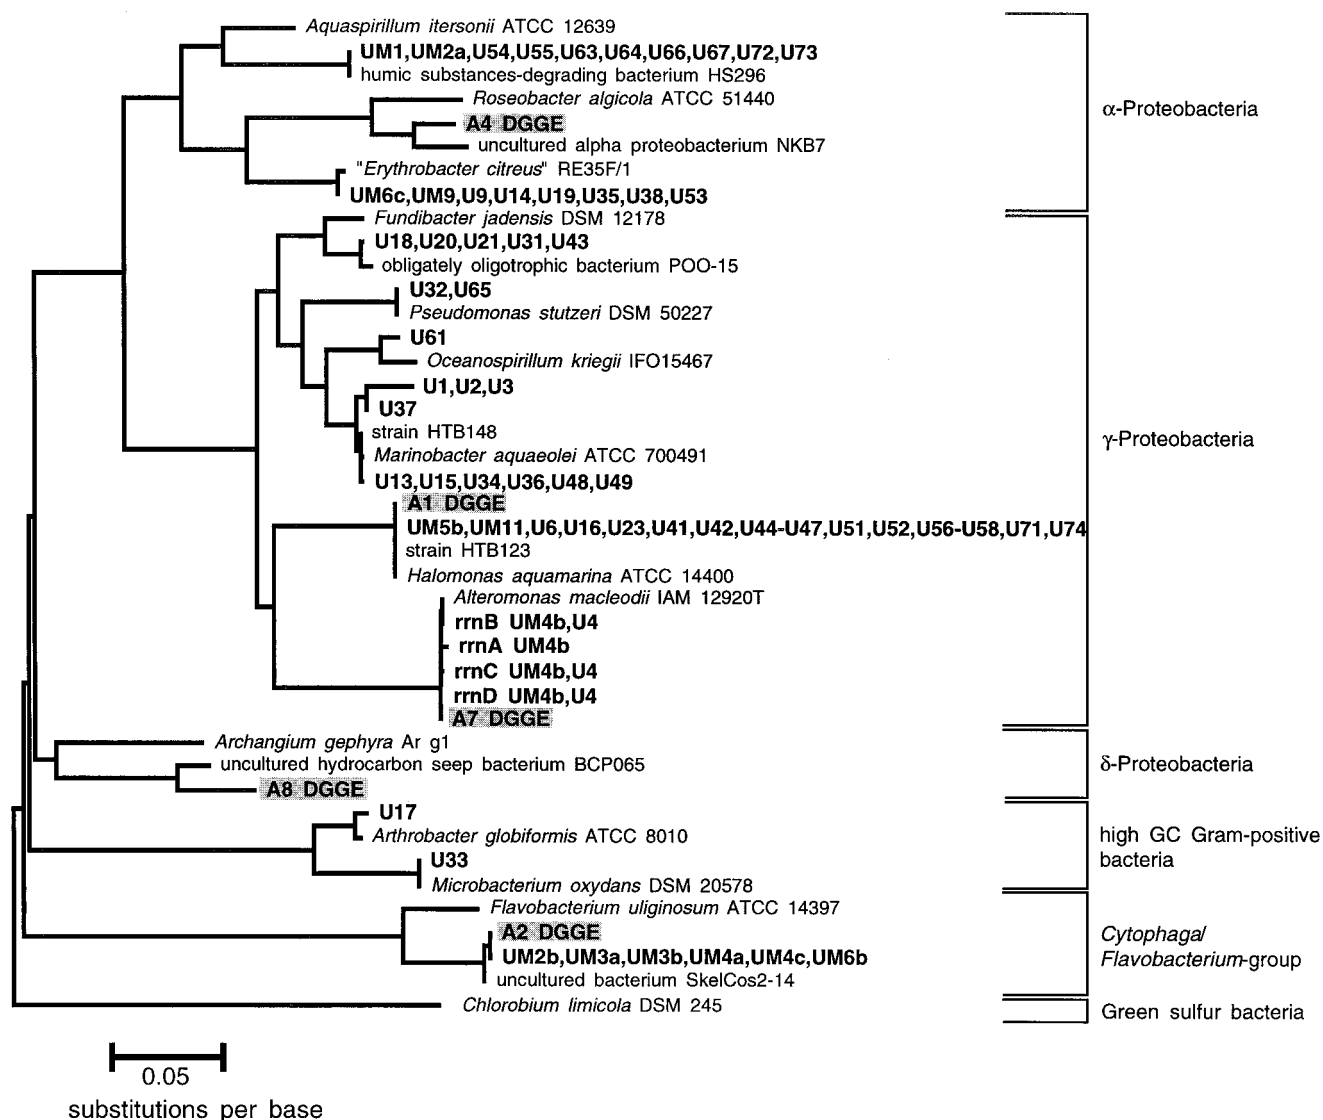 Aquaspirillum itersonii ATCC 12639
UM1,UM2a,U54,U55,U63,U64,U66,U67,U72,U73
humic substances-degrading bacterium HS296
Roseobacter algicola ATCC 51440
A4 DGGE
uncultured alpha proteobacterium NKB7
"Erythrobacter citreus" RE35F/1
UM6c,UM9,U9,U14,U19,U35,U38,U53
α-Proteobacteria
Fundibacter jadensis DSM 12178
U18,U20,U21,U31,U43
obligately oligotrophic bacterium POO-15
U32,U65
Pseudomonas stutzeri DSM 50227
U61
Oceanospirillum kriegii IFO15467
U1,U2,U3
U37
strain HTB148
Marinobacter aquaeolei ATCC 700491
U13,U15,U34,U36,U48,U49
A1 DGGE
UM5b,UM11,U6,U16,U23,U41,U42,U44-U47,U51,U52,U56-U58,U71,U74
strain HTB123
Halomonas aquamarina ATCC 14400
Alteromonas macleodii IAM 12920T
rrnB UM4b,U4
rrnA UM4b
rrnC UM4b,U4
rrnD UM4b,U4
A7 DGGE
γ-Proteobacteria
Archangium gephyra Ar g1
uncultured hydrocarbon seep bacterium BCP065
A8 DGGE
δ-Proteobacteria
U17
Arthrobacter globiformis ATCC 8010
U33
Microbacterium oxydans DSM 20578
high GC Gram-positive
bacteria
Flavobacterium uliginosum ATCC 14397
A2 DGGE
UM2b,UM3a,UM3b,UM4a,UM4c,UM6b
uncultured bacterium SkelCos2-14
Cytophaga/
Flavobacterium-group
Chlorobium limicola DSM 245
Green sulfur bacteria
0.05
substitutions per base